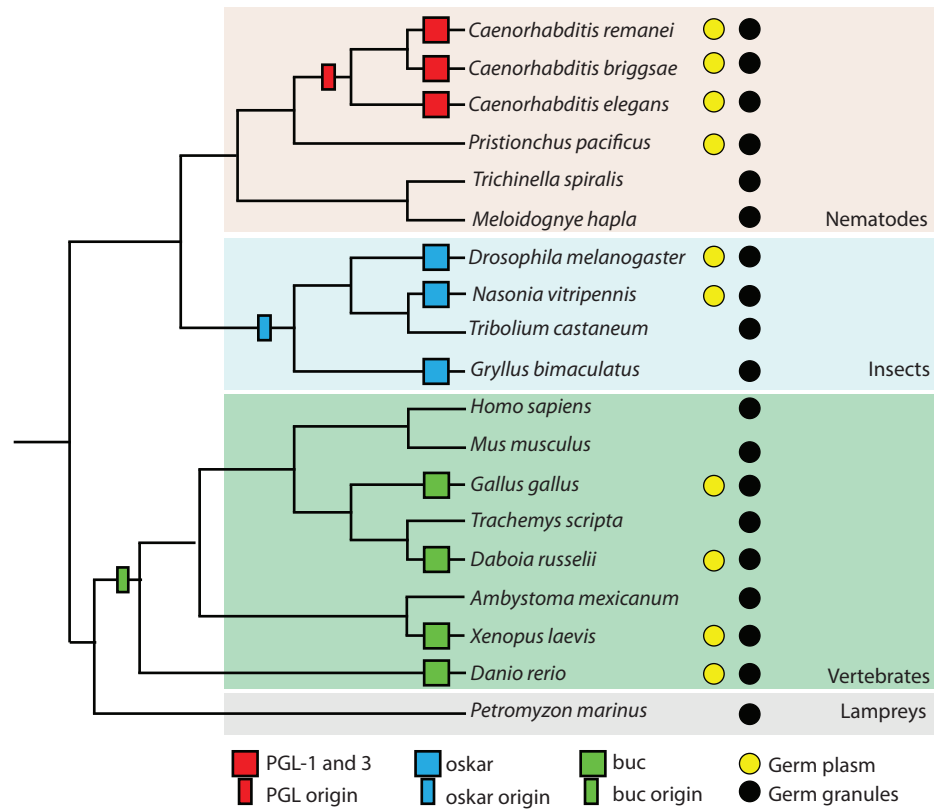 Caenorhabditis remanei
Caenorhabditis briggsae
Caenorhabditis elegans
Pristionchus pacificus
Trichinella spiralis
Meloidognye hapla
Nematodes
Drosophila melanogaster
Nasonia vitripennis
Tribolium castaneum
Gryllus bimaculatus
Insects
Homo sapiens
Mus musculus
Gallus gallus
Trachemys scripta
Daboia russelii
Ambystoma mexicanum
Xenopus laevis
Danio rerio
Vertebrates
Petromyzon marinus
Lampreys
PGL-1 and 3
PGL origin
oskar
oskar origin
buc
buc origin
Germ plasm
Germ granules